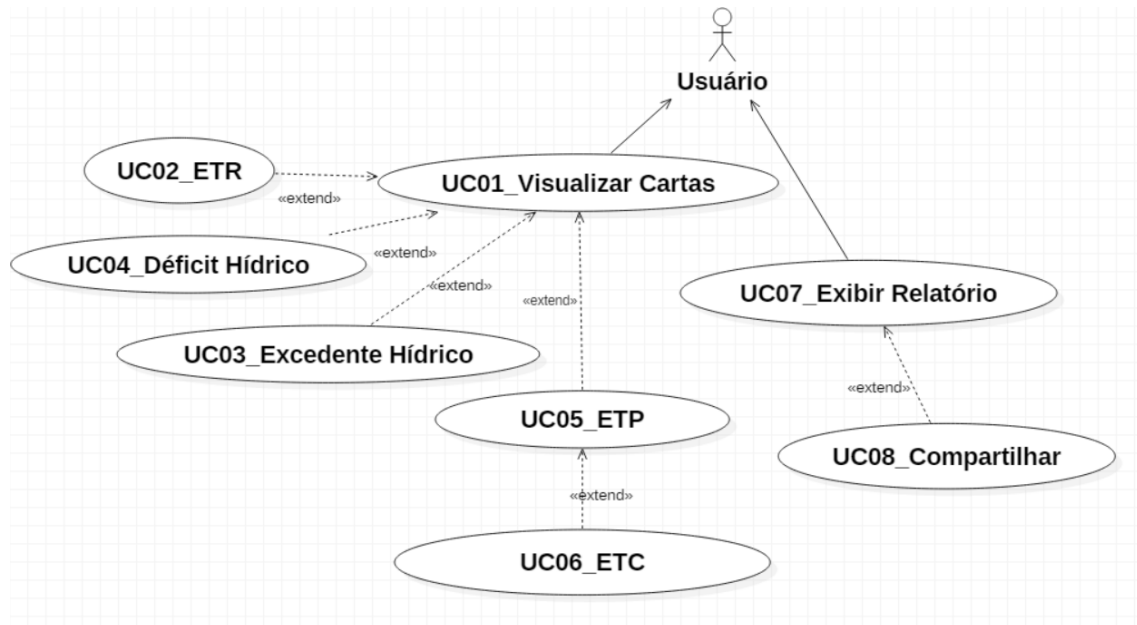 Usuário
UC02_ETR
UC01_Visualizar Cartas
«extend»
UC04_Déficit Hídrico
«extend»
«extend»
UC07_Exibir Relatório
«extend»
UC03_Excedente Hídrico
«extend»
UC05_ETP
UC08_Compartilhar
«extend»
UC06_ETC